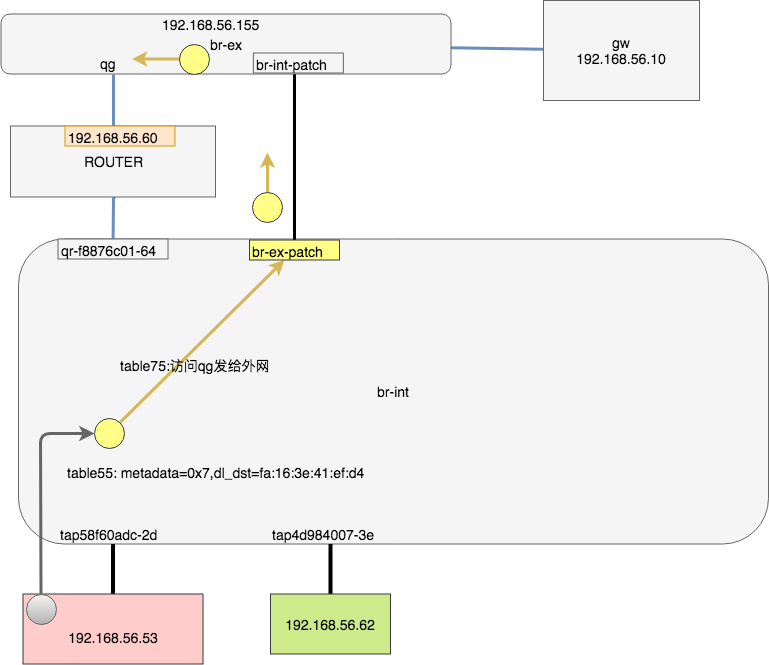 192.168.56.155
br-ex
qg
br-int-patch
gw
192.168.56.10
192.168.56.60
ROUTER
qr-f8876c01-64
br-ex-patch
table75:访问qg发给外网
br-int
table55: metadata=0x7,dl_dst=fa:16:3e:41:ef:d4
tap58f60adc-2d
tap4d984007-3e
192.168.56.53
192.168.56.62